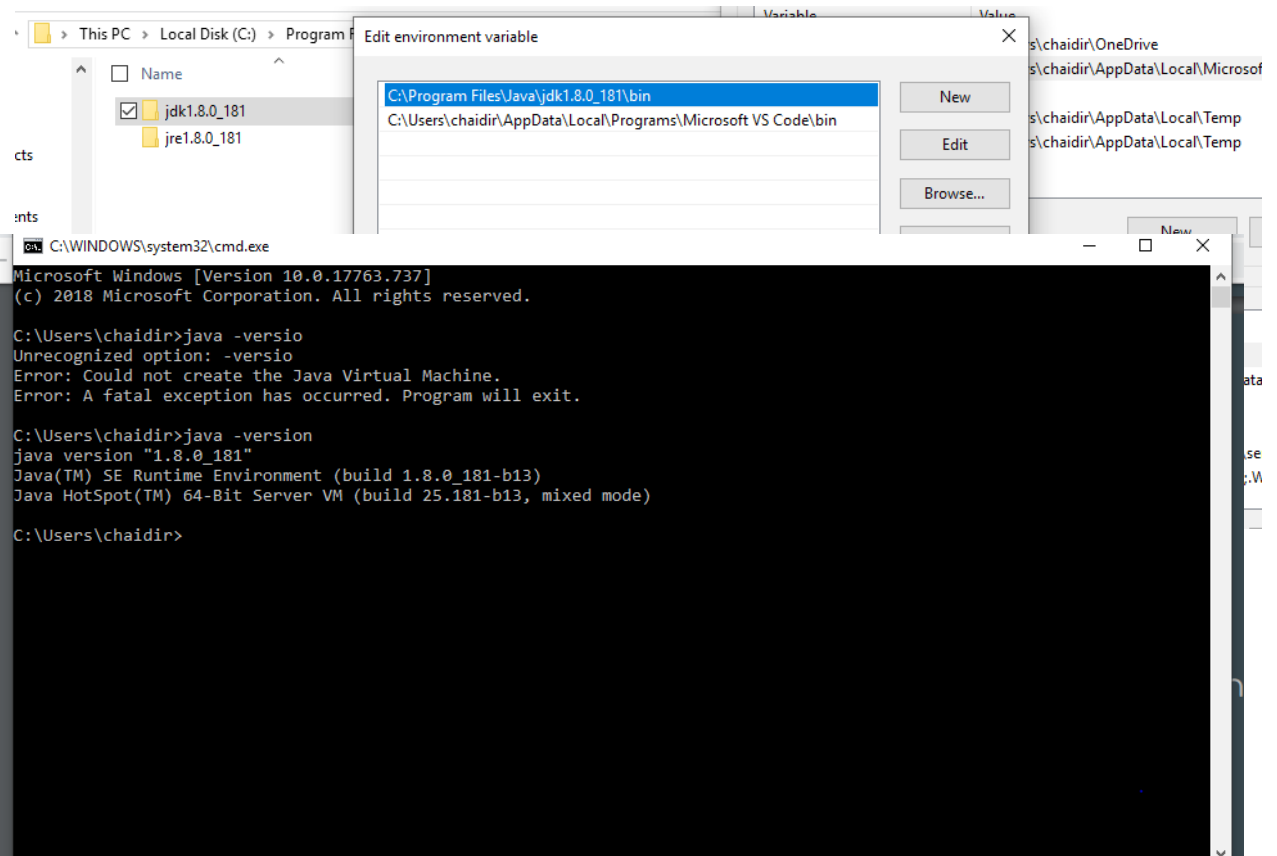 Variable Value
This PC > Local Disk (C:) > Program
Edit environment variable
s\chaidir\OneDrive
s\chaidir\AppData\Local\Microsof
s\chaidir\AppData\Local\Temp
s\chaidir\AppData\Local\Temp
Name
jdk1.8.0_181
jre1.8.0_181
cts
ents
C:\Program Files\Java\jdk1.8.0_181\bin
C:\Users\chaidir\AppData\Local\Programs\Microsoft VS Code\bin
New
Edit
Browse...
New
C:\WINDOWS\system32\cmd.exe
Microsoft Windows [Version 10.0.17763.737]
(c) 2018 Microsoft Corporation. All rights reserved.
C:\Users\chaidir>java -versio
Unrecognized option: -versio
Error: Could not create the Java Virtual Machine.
Error: A fatal exception has occurred. Program will exit.
C:\Users\chaidir>java -version
java version "1.8.0_181"
Java(TM) SE Runtime Environment (build 1.8.0_181-b13)
Java HotSpot(TM) 64-Bit Server VM (build 25.181-b13, mixed mode)
C:\Users\chaidir>
ata
\se
;.W